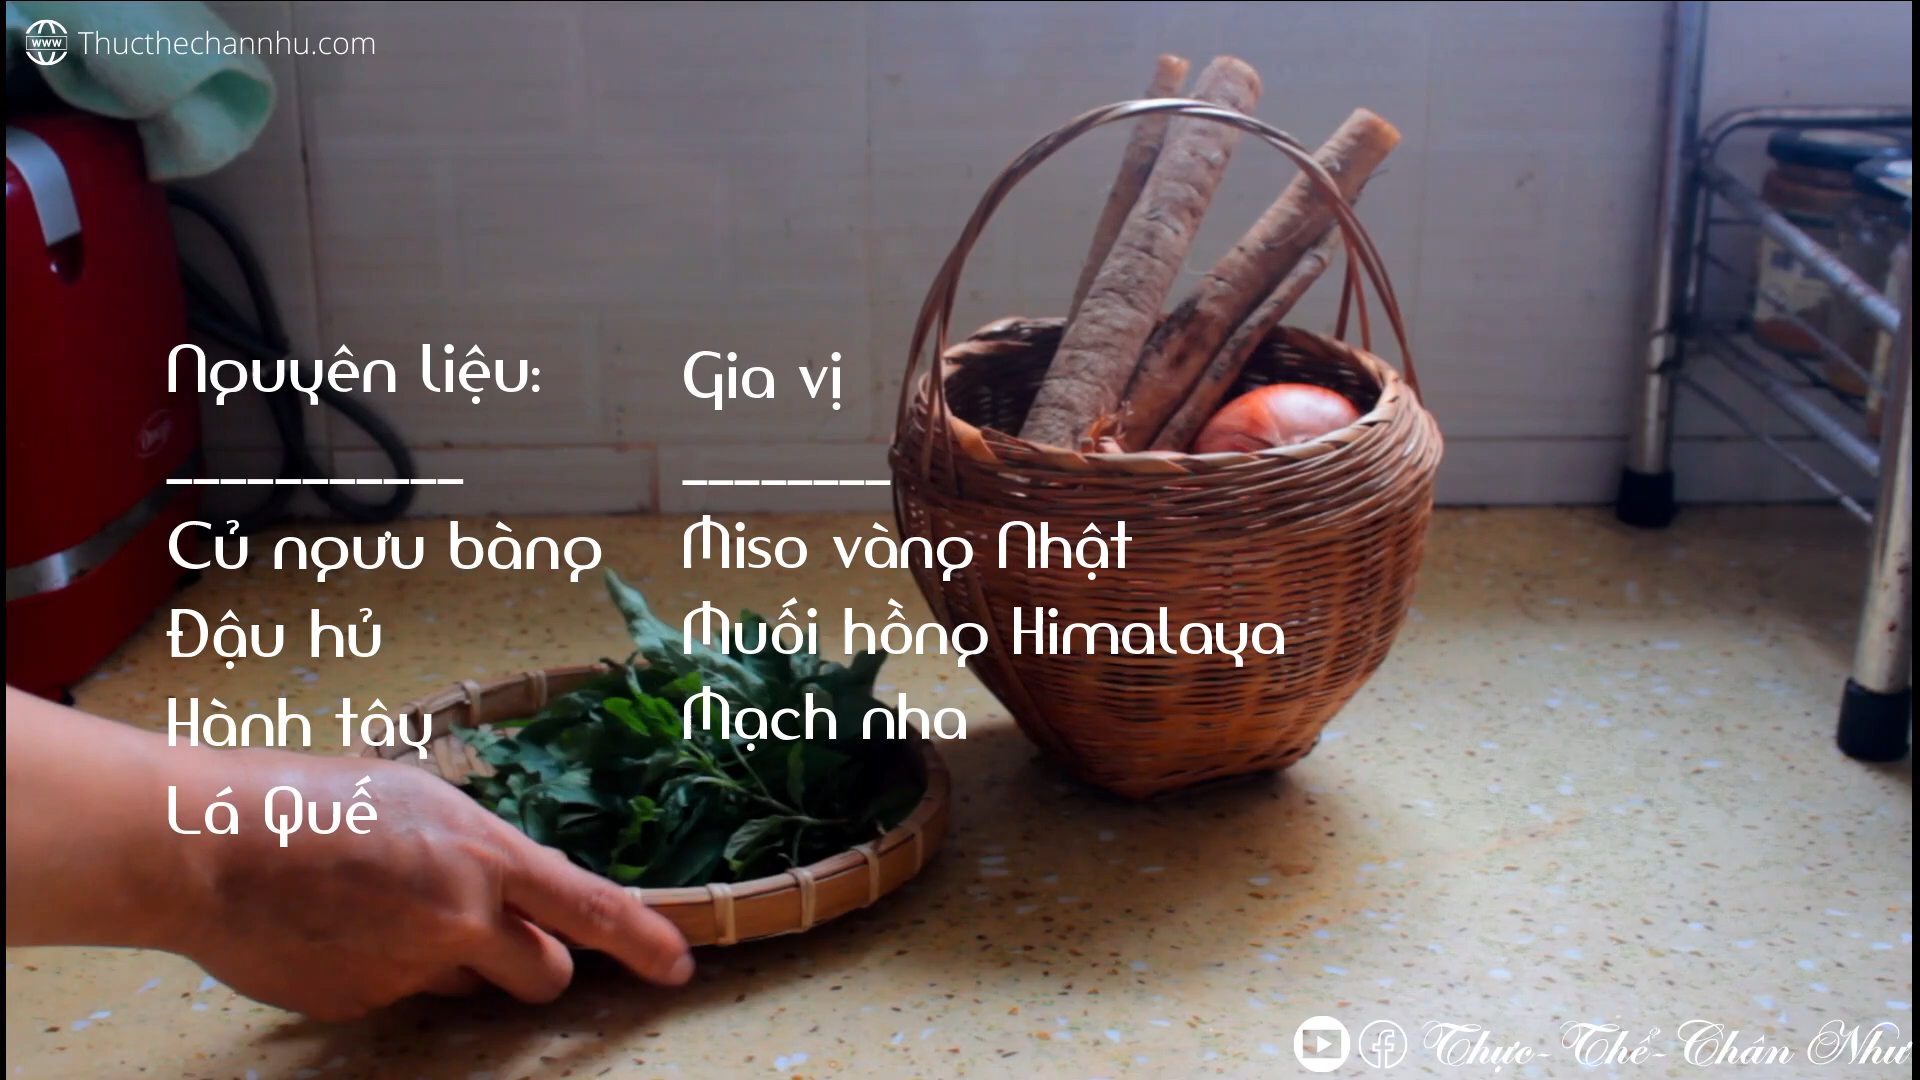 www Thucthechannhu.com
Nguyên liệu:
___________
Củ ngưu bàng
Đậu hủ
Hành tây
Lá Quế
Gia vị
________
Miso vàng Nhật
Muối hồng Himalaya
Mạch nha
Thực-Thể-Chân Như